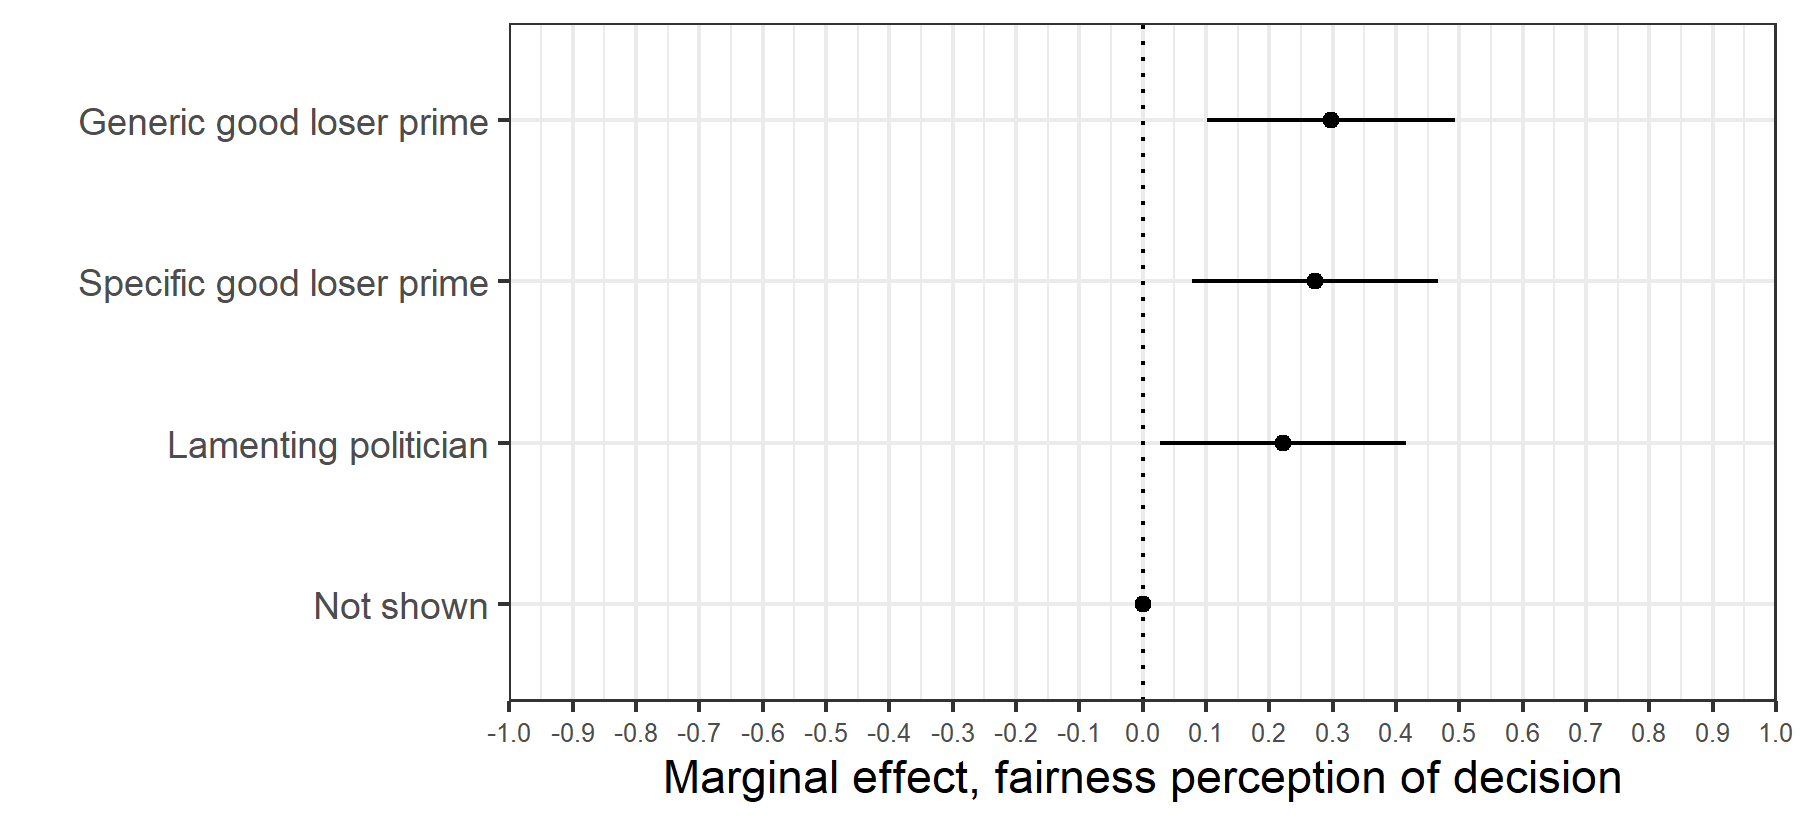 Generic good loser prime
Specific good loser prime
Lamenting politician
Not shown
-1.0 -0.9 -0.8 -0.7 -0.6 -0.5 -0.4 -0.3 -0.2 -0.1 0.0 0.1 0.2 0.3 0.4 0.5 0.6 0.7 0.8 0.9 1.0
Marginal effect, fairness perception of decision